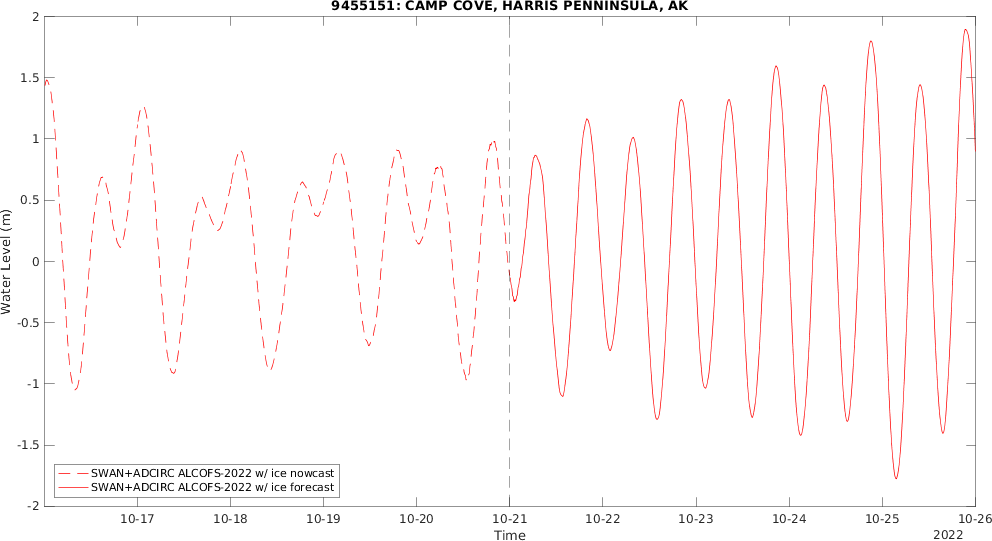 9455151: CAMP COVE, HARRIS PENNINSULA, AK
2
1.5
1
0.5
0
-0.5
-1
-1.5
-2
Water Level (m)
SWAN+ADCIRC ALCOFS-2022 w/ ice nowcast
SWAN+ADCIRC ALCOFS-2022 w/ ice forecast
10-17 10-18 10-19 10-20 10-21 10-22 10-23 10-24 10-25 10-26
Time
2022